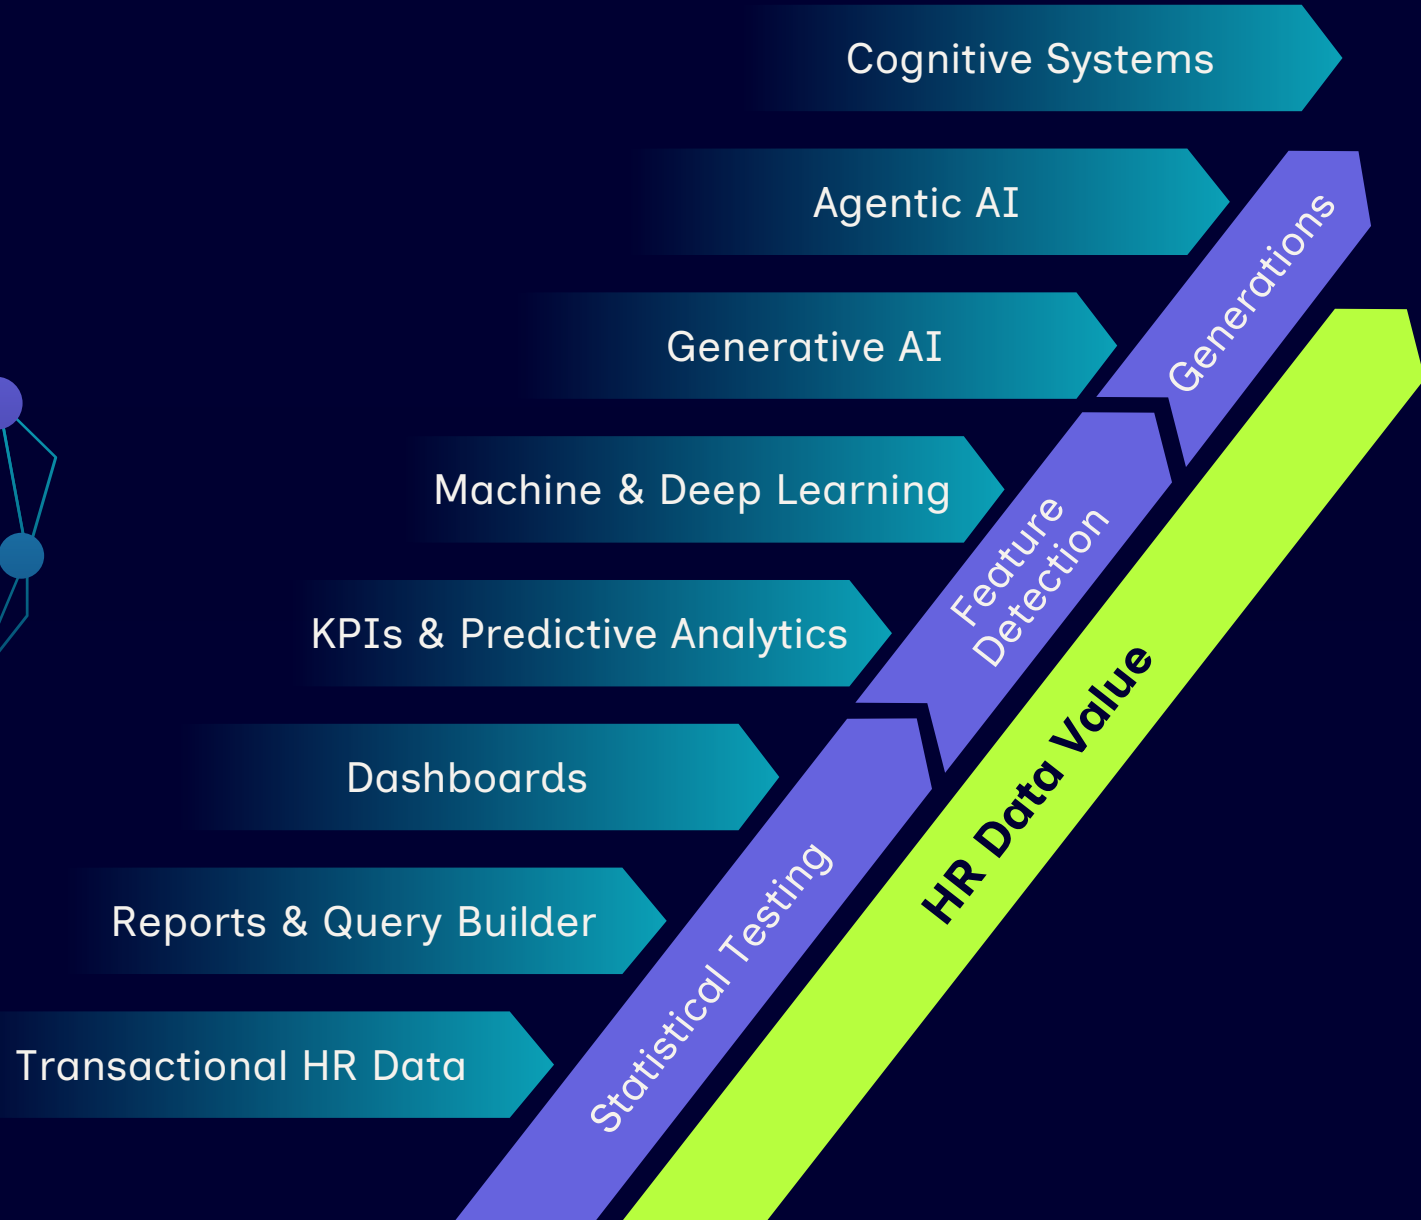 Cognitive Systems
Agentic AI
Generative AI
Machine & Deep Learning
KPIs & Predictive Analytics
Dashboards
Reports & Query Builder
Transactional HR Data
Generations
Feature
Detection
Statistical Testing
HR Data Value